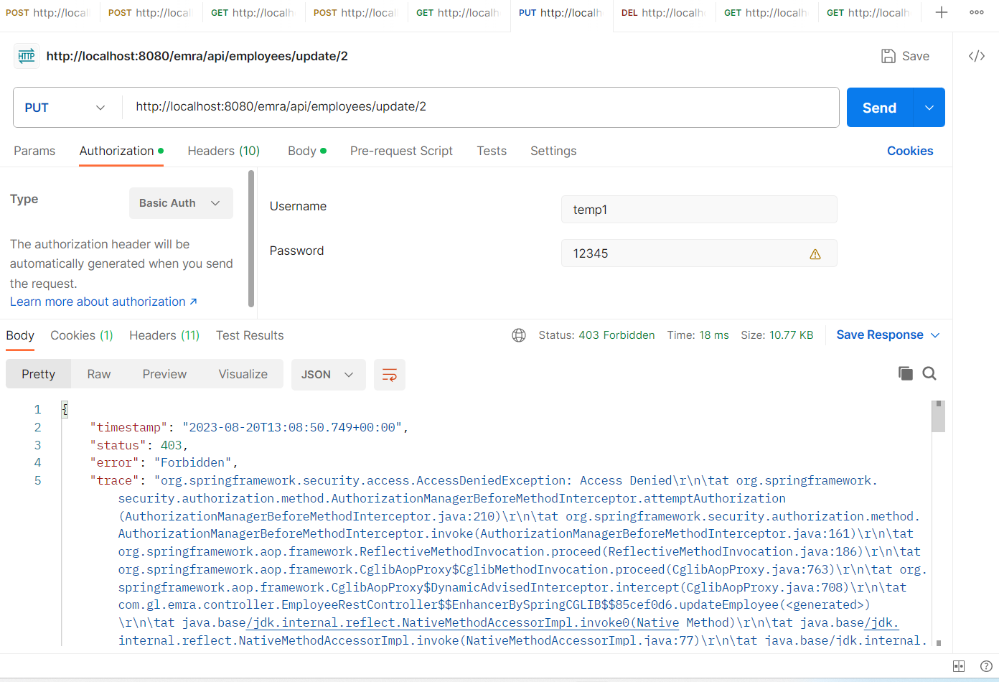 POST http://local POST http://local GET http://localh POST http://local GET http://localh PUT http://localh DEL http://localh GET http://localh GET http://localh
HTTP http://localhost:8080/emra/api/employees/update/2 Save </>
PUT http://localhost:8080/emra/api/employees/update/2 Send
Params Authorization Headers (10) Body Pre-request Script Tests Settings Cookies
Type Basic Auth
Username temp1
The authorization header will be
automatically generated when you send
the request.
Learn more about authorization ↗
Password 12345
Body Cookies (1) Headers (11) Test Results Status: 403 Forbidden Time: 18 ms Size: 10.77 KB Save Response
Pretty Raw Preview Visualize JSON
1 {
2 "timestamp": "2023-08-20T13:08:50.749+00:00",
3 "status": 403,
4 "error": "Forbidden",
5 "trace": "org.springframework.security.access.AccessDeniedException: Access Denied\r\n\tat org.springframework.
security.authorization.method.AuthorizationManagerBeforeMethodInterceptor.attemptAuthorization
(AuthorizationManagerBeforeMethodInterceptor.java:210)\r\n\tat org.springframework.security.authorization.method.
AuthorizationManagerBeforeMethodInterceptor.invoke(AuthorizationManagerBeforeMethodInterceptor.java:161)\r\n\tat
org.springframework.aop.framework.ReflectiveMethodInvocation.proceed(ReflectiveMethodInvocation.java:186)\r\n\tat
org.springframework.aop.framework.CglibAopProxy$CglibMethodInvocation.proceed(CglibAopProxy.java:763)\r\n\tat org.
springframework.aop.framework.CglibAopProxy$DynamicAdvisedInterceptor.intercept(CglibAopProxy.java:708)\r\n\tat
com.gl.emra.controller.EmployeeRestController$$EnhancerBySpringCGLIB$$85cef0d6.updateEmployee(<generated>)
\r\n\tat java.base/jdk.internal.reflect.NativeMethodAccessorImpl.invoke0(Native Method)\r\n\tat java.base/jdk.
internal.reflect.NativeMethodAccessorImpl.invoke(NativeMethodAccessorImpl.java:77)\r\n\tat java.base/jdk.internal.